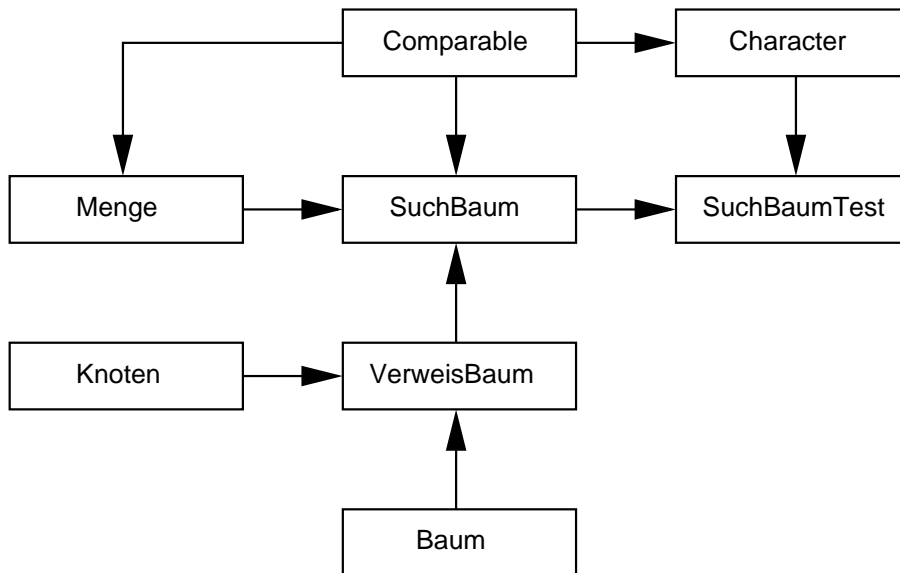 Comparable
Character
Menge
SuchBaum
SuchBaumTest
Knoten
VerweisBaum
Baum